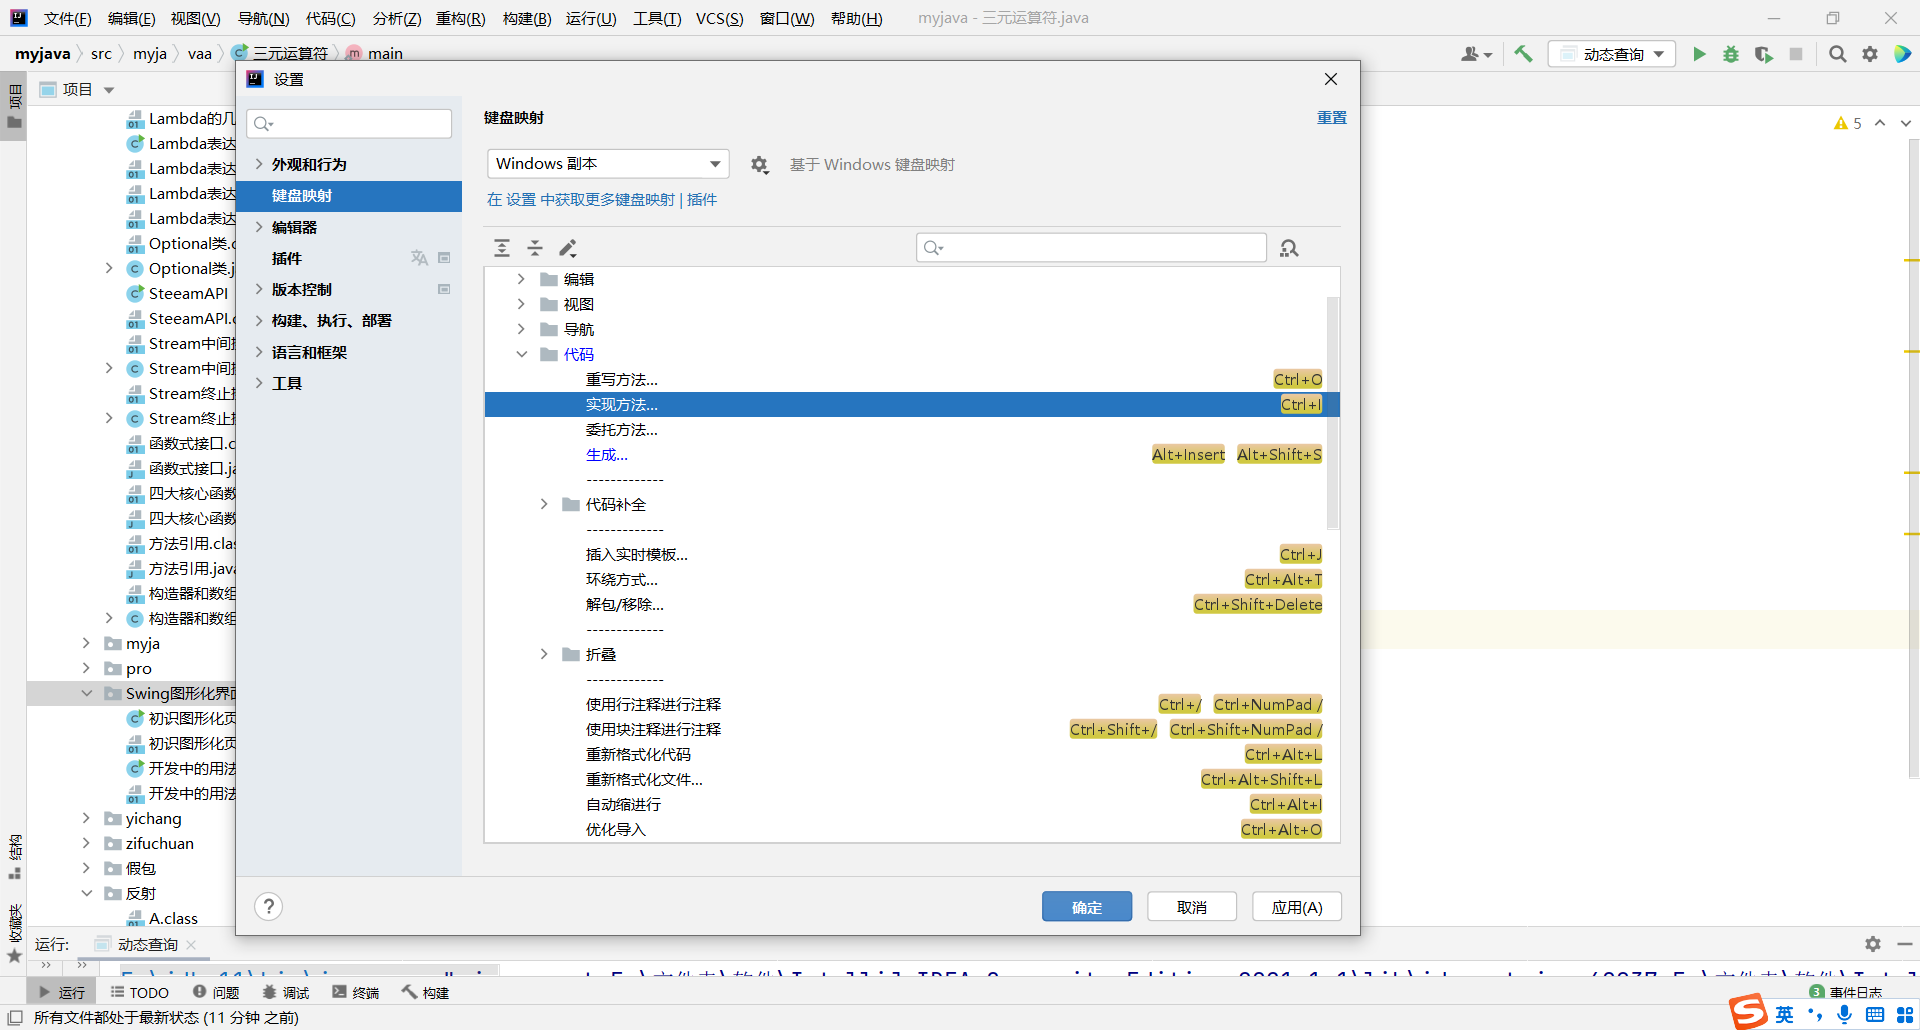 文件(F) 编辑(E) 视图(V) 导航(N) 代码(C) 分析(Z) 重构(R) 构建(B) 运行(U) 工具(T) VCS(S) 窗口(W) 帮助(H) myjava - 三元运算符.java
myjava src myja vaa 三元运算符 main 动态查询
设置
项目
项目
5
键盘映射 重置
Windows 副本 基于 Windows 键盘映射
在 设置 中获取更多键盘映射 | 插件
外观和行为
键盘映射
编辑器
插件
版本控制
构建、执行、部署
语言和框架
工具
编辑
视图
导航
代码
重写方法... Ctrl+O
实现方法... Ctrl+I
委托方法...
生成... Alt+Insert Alt+Shift+S
-------------
代码补全
-------------
插入实时模板... Ctrl+J
环绕方式... Ctrl+Alt+T
解包/移除... Ctrl+Shift+Delete
-------------
折叠
-------------
使用行注释进行注释 Ctrl+/ Ctrl+NumPad /
使用块注释进行注释 Ctrl+Shift+/ Ctrl+Shift+NumPad /
重新格式化代码 Ctrl+Alt+L
重新格式化文件... Ctrl+Alt+Shift+L
自动缩进行 Ctrl+Alt+I
优化导入 Ctrl+Alt+O
? 确定 取消 应用(A)
Lambda的几
Lambda表达
Lambda表达
Lambda表达
Lambda表达
Optional类.c
Optional类.j
SteeamAPI
SteeamAPI.c
Stream中间
Stream中间
Stream终止
Stream终止
函数式接口.c
函数式接口.ja
四大核心函数
四大核心函数
方法引用.clas
方法引用.java
构造器和数组
构造器和数组
myja
pro
Swing图形化界面
初识图形化页
初识图形化页
开发中的用法
开发中的用法
yichang
zifuchuan
假包
反射
A.class
结构
收藏夹
运行: 动态查询
运行 TODO 问题 调试 终端 构建 3 事件日志
所有文件都处于最新状态 (11 分钟 之前) 英